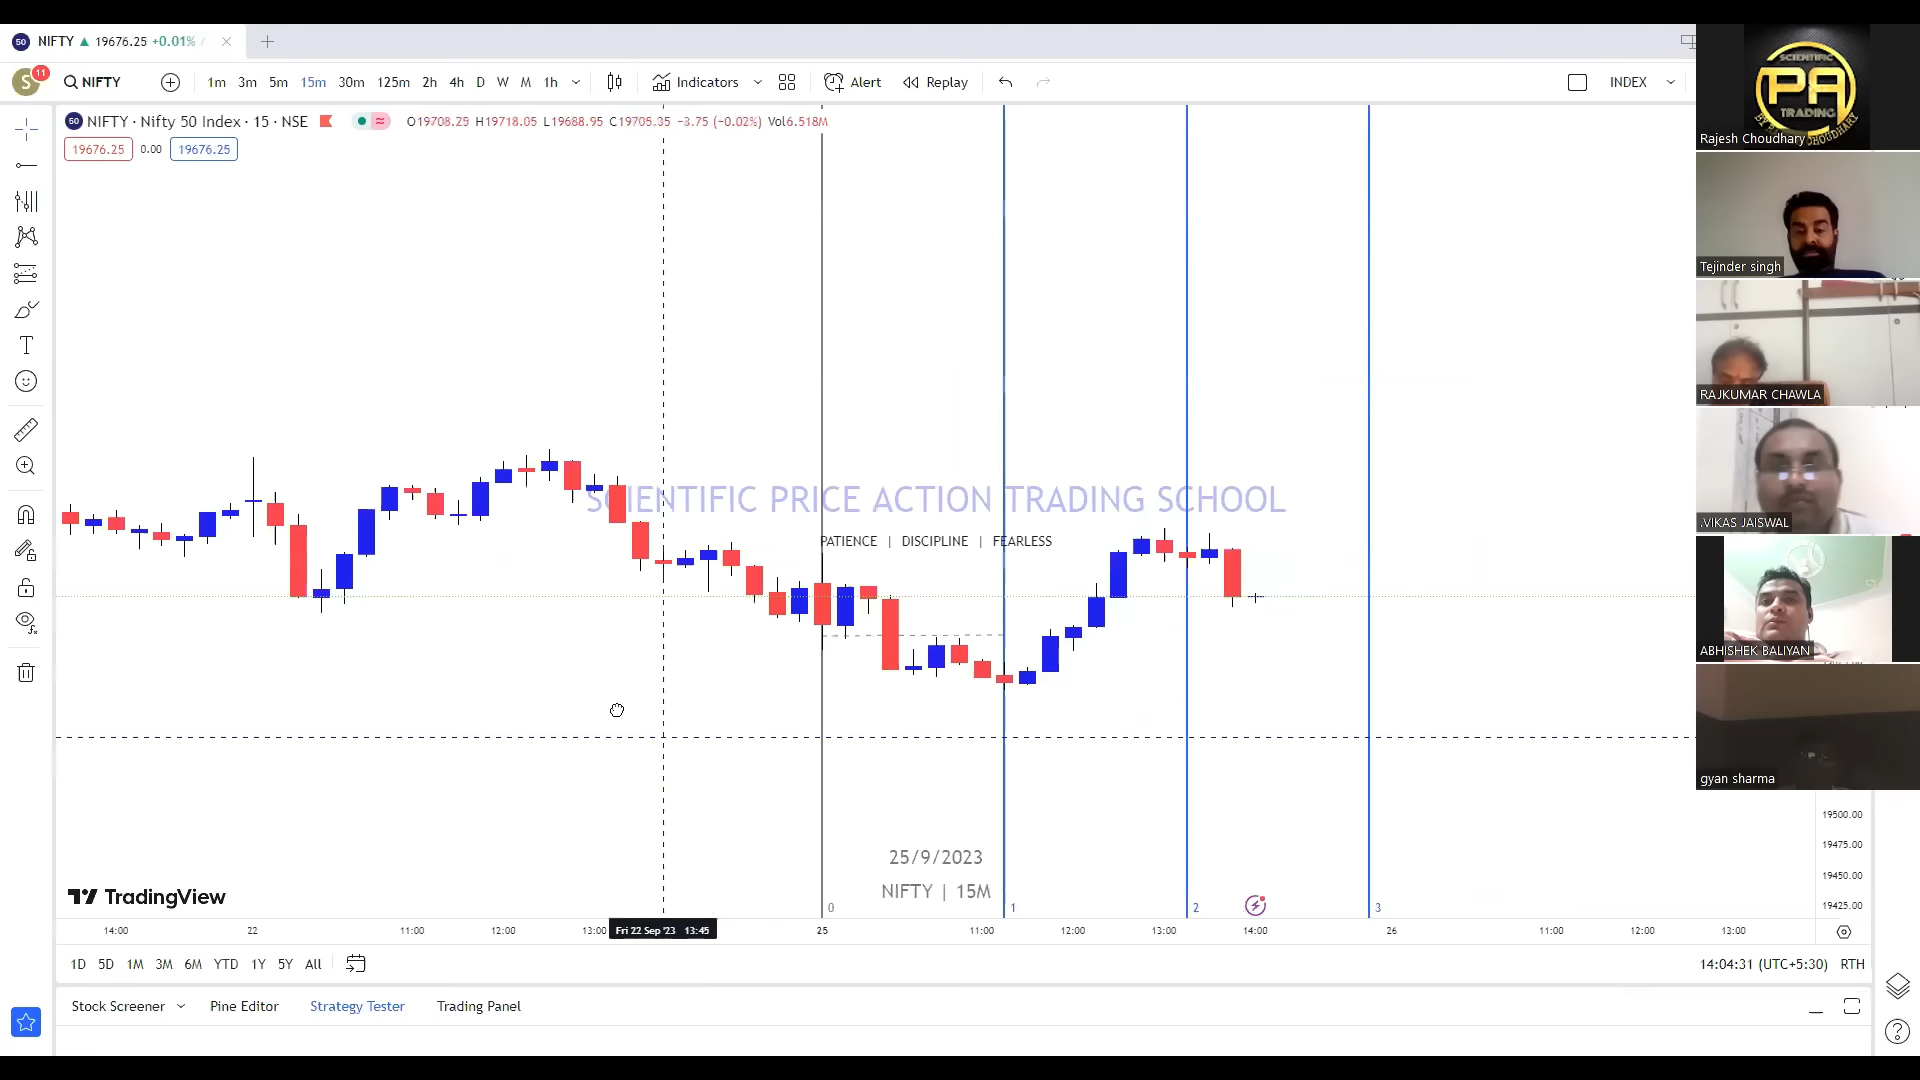 NIFTY ▲ 19676.25 +0.01% /
S 11 NIFTY 1m 3m 5m 15m 30m 125m 2h 4h D W M 1h Indicators Alert Replay INDEX
50 NIFTY · Nifty 50 Index · 15 · NSE O19708.25 H19718.05 L19688.95 C19705.35 −3.75 (−0.02%) Vol6.518M
19676.25 0.00 19676.25
SCIENTIFIC
PA
TRADING
Rajesh Choudhary
Tejinder singh
RAJKUMAR CHAWLA
.VIKAS JAISWAL
ABHISHEK BALIYAN
gyan sharma
SCIENTIFIC PRICE ACTION TRADING SCHOOL
PATIENCE | DISCIPLINE | FEARLESS
19500.00
19475.00
19450.00
19425.00
25/9/2023
NIFTY | 15M
TradingView
0 1 2 3
14:00 22 11:00 12:00 13:00 Fri 22 Sep '23 13:45 25 11:00 12:00 13:00 14:00 26 11:00 12:00 13:00
1D 5D 1M 3M 6M YTD 1Y 5Y All 14:04:31 (UTC+5:30) RTH
Stock Screener Pine Editor Strategy Tester Trading Panel